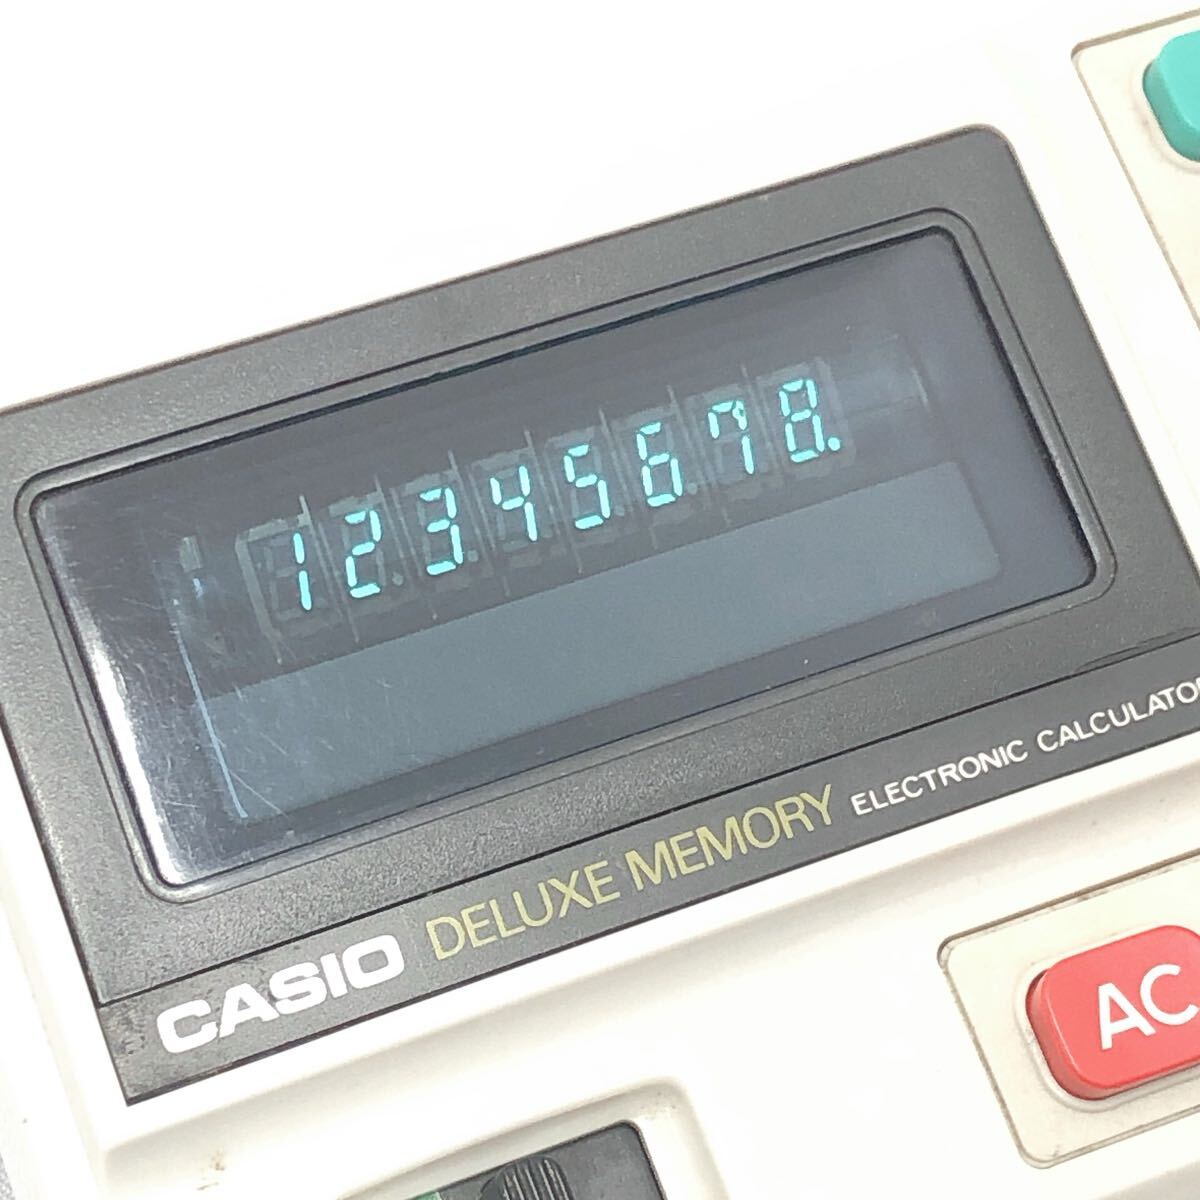 12345678.
CASIO DELUXE MEMORY ELECTRONIC CALCULATOR
AC